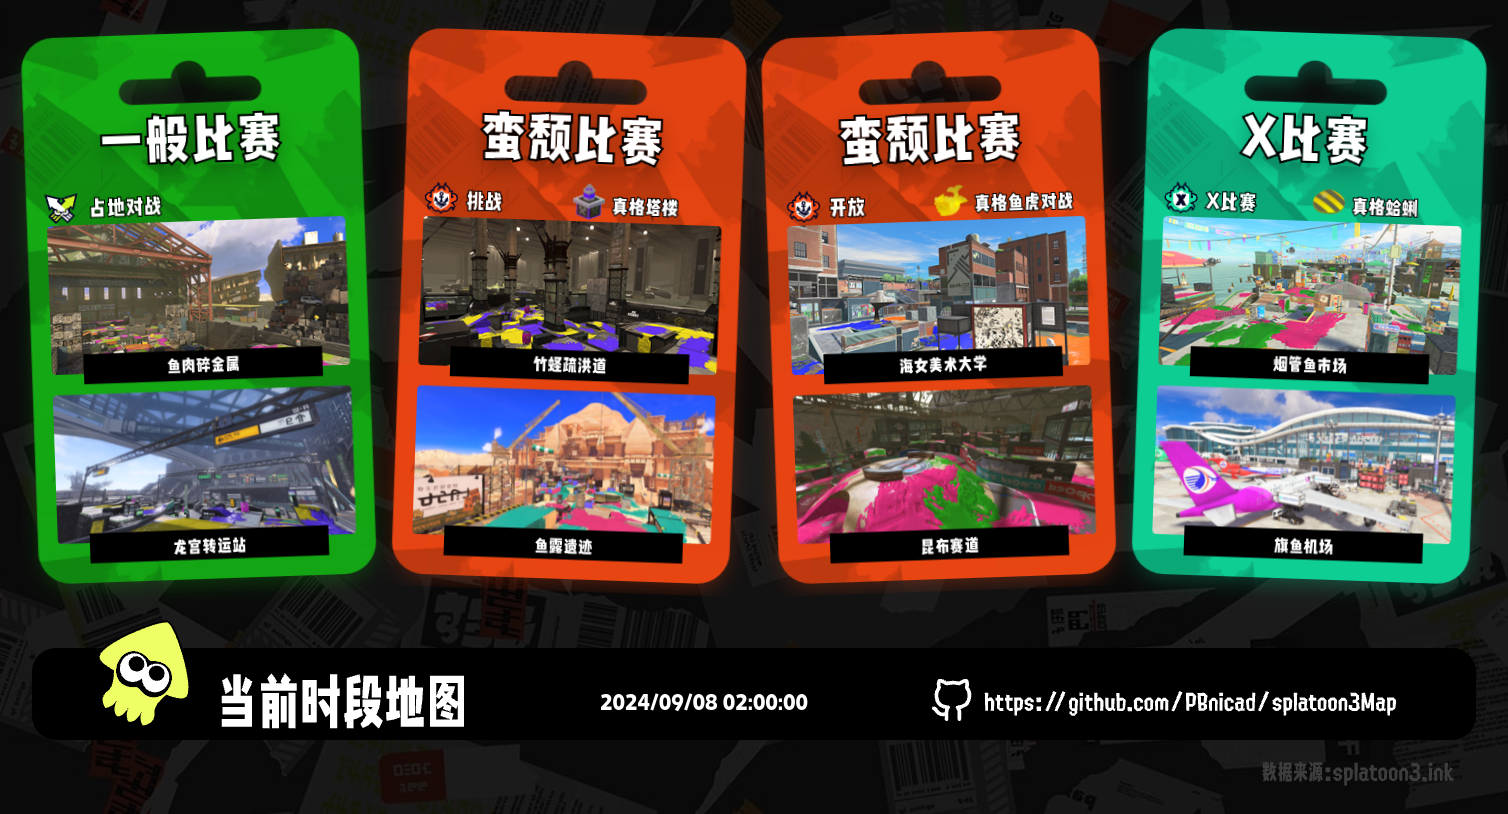 一般比赛
占地对战
鱼肉碎金属
龙宫转运站
蛮颓比赛
挑战
真格塔楼
竹蛏疏洪道
鱼露遗迹
蛮颓比赛
开放
真格鱼虎对战
海女美术大学
昆布赛道
X比赛
X比赛
真格蛤蜊
烟管鱼市场
旗鱼机场
当前时段地图
2024/09/08 02:00:00
https://github.com/PBnicad/splatoon3Map
数据来源:splatoon3.ink